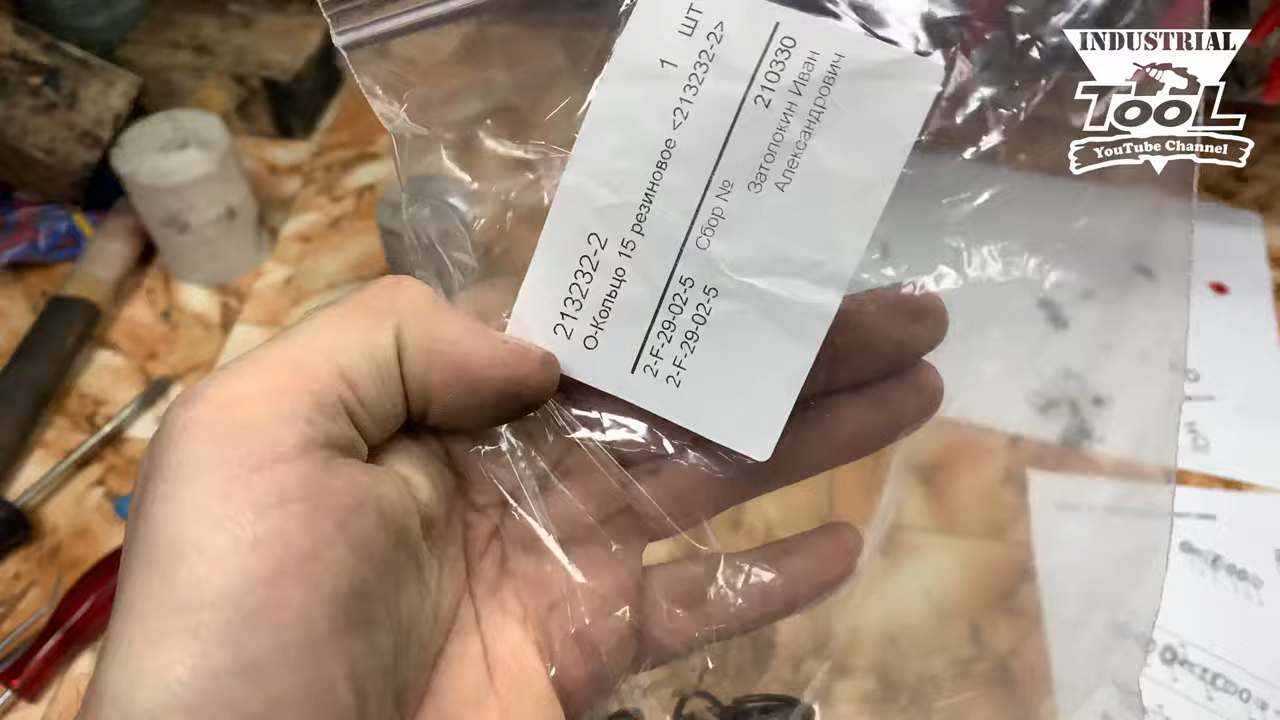 INDUSTRIAL
TOOL
YouTube Channel
213232-2 1 ШТ
О-Кольцо 15 резиновое <213232-2>
2-F-29-02-5 Сбор № 210330
2-F-29-02-5 Затолокин Иван
Александрович